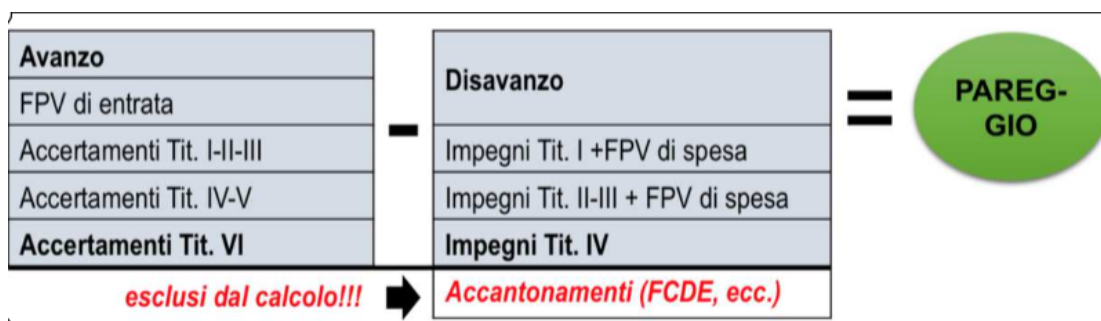 Avanzo
FPV di entrata
Accertamenti Tit. I-II-III
Accertamenti Tit. IV-V
Accertamenti Tit. VI
-
Disavanzo
Impegni Tit. I +FPV di spesa
Impegni Tit. II-III + FPV di spesa
Impegni Tit. IV
=
PAREG-
GIO
esclusi dal calcolo!!!
Accantonamenti (FCDE, ecc.)